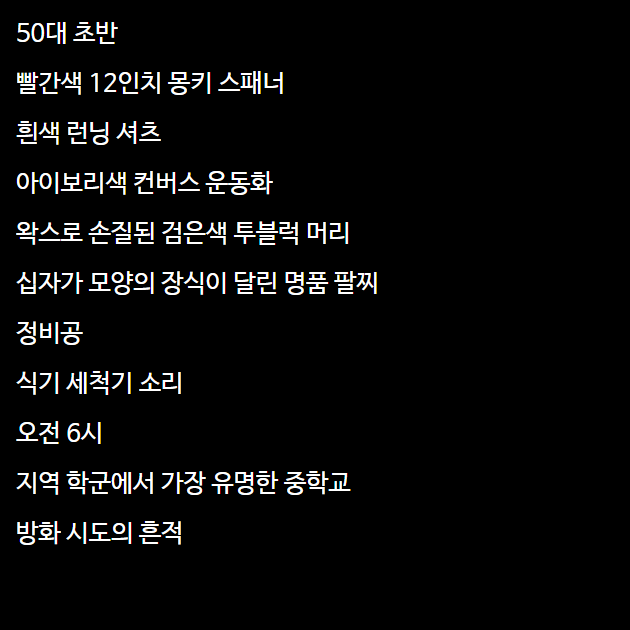 50대 초반
빨간색 12인치 몽키 스패너
흰색 런닝 셔츠
아이보리색 컨버스 운동화
왁스로 손질된 검은색 투블럭 머리
십자가 모양의 장식이 달린 명품 팔찌
정비공
식기 세척기 소리
오전 6시
지역 학군에서 가장 유명한 중학교
방화 시도의 흔적